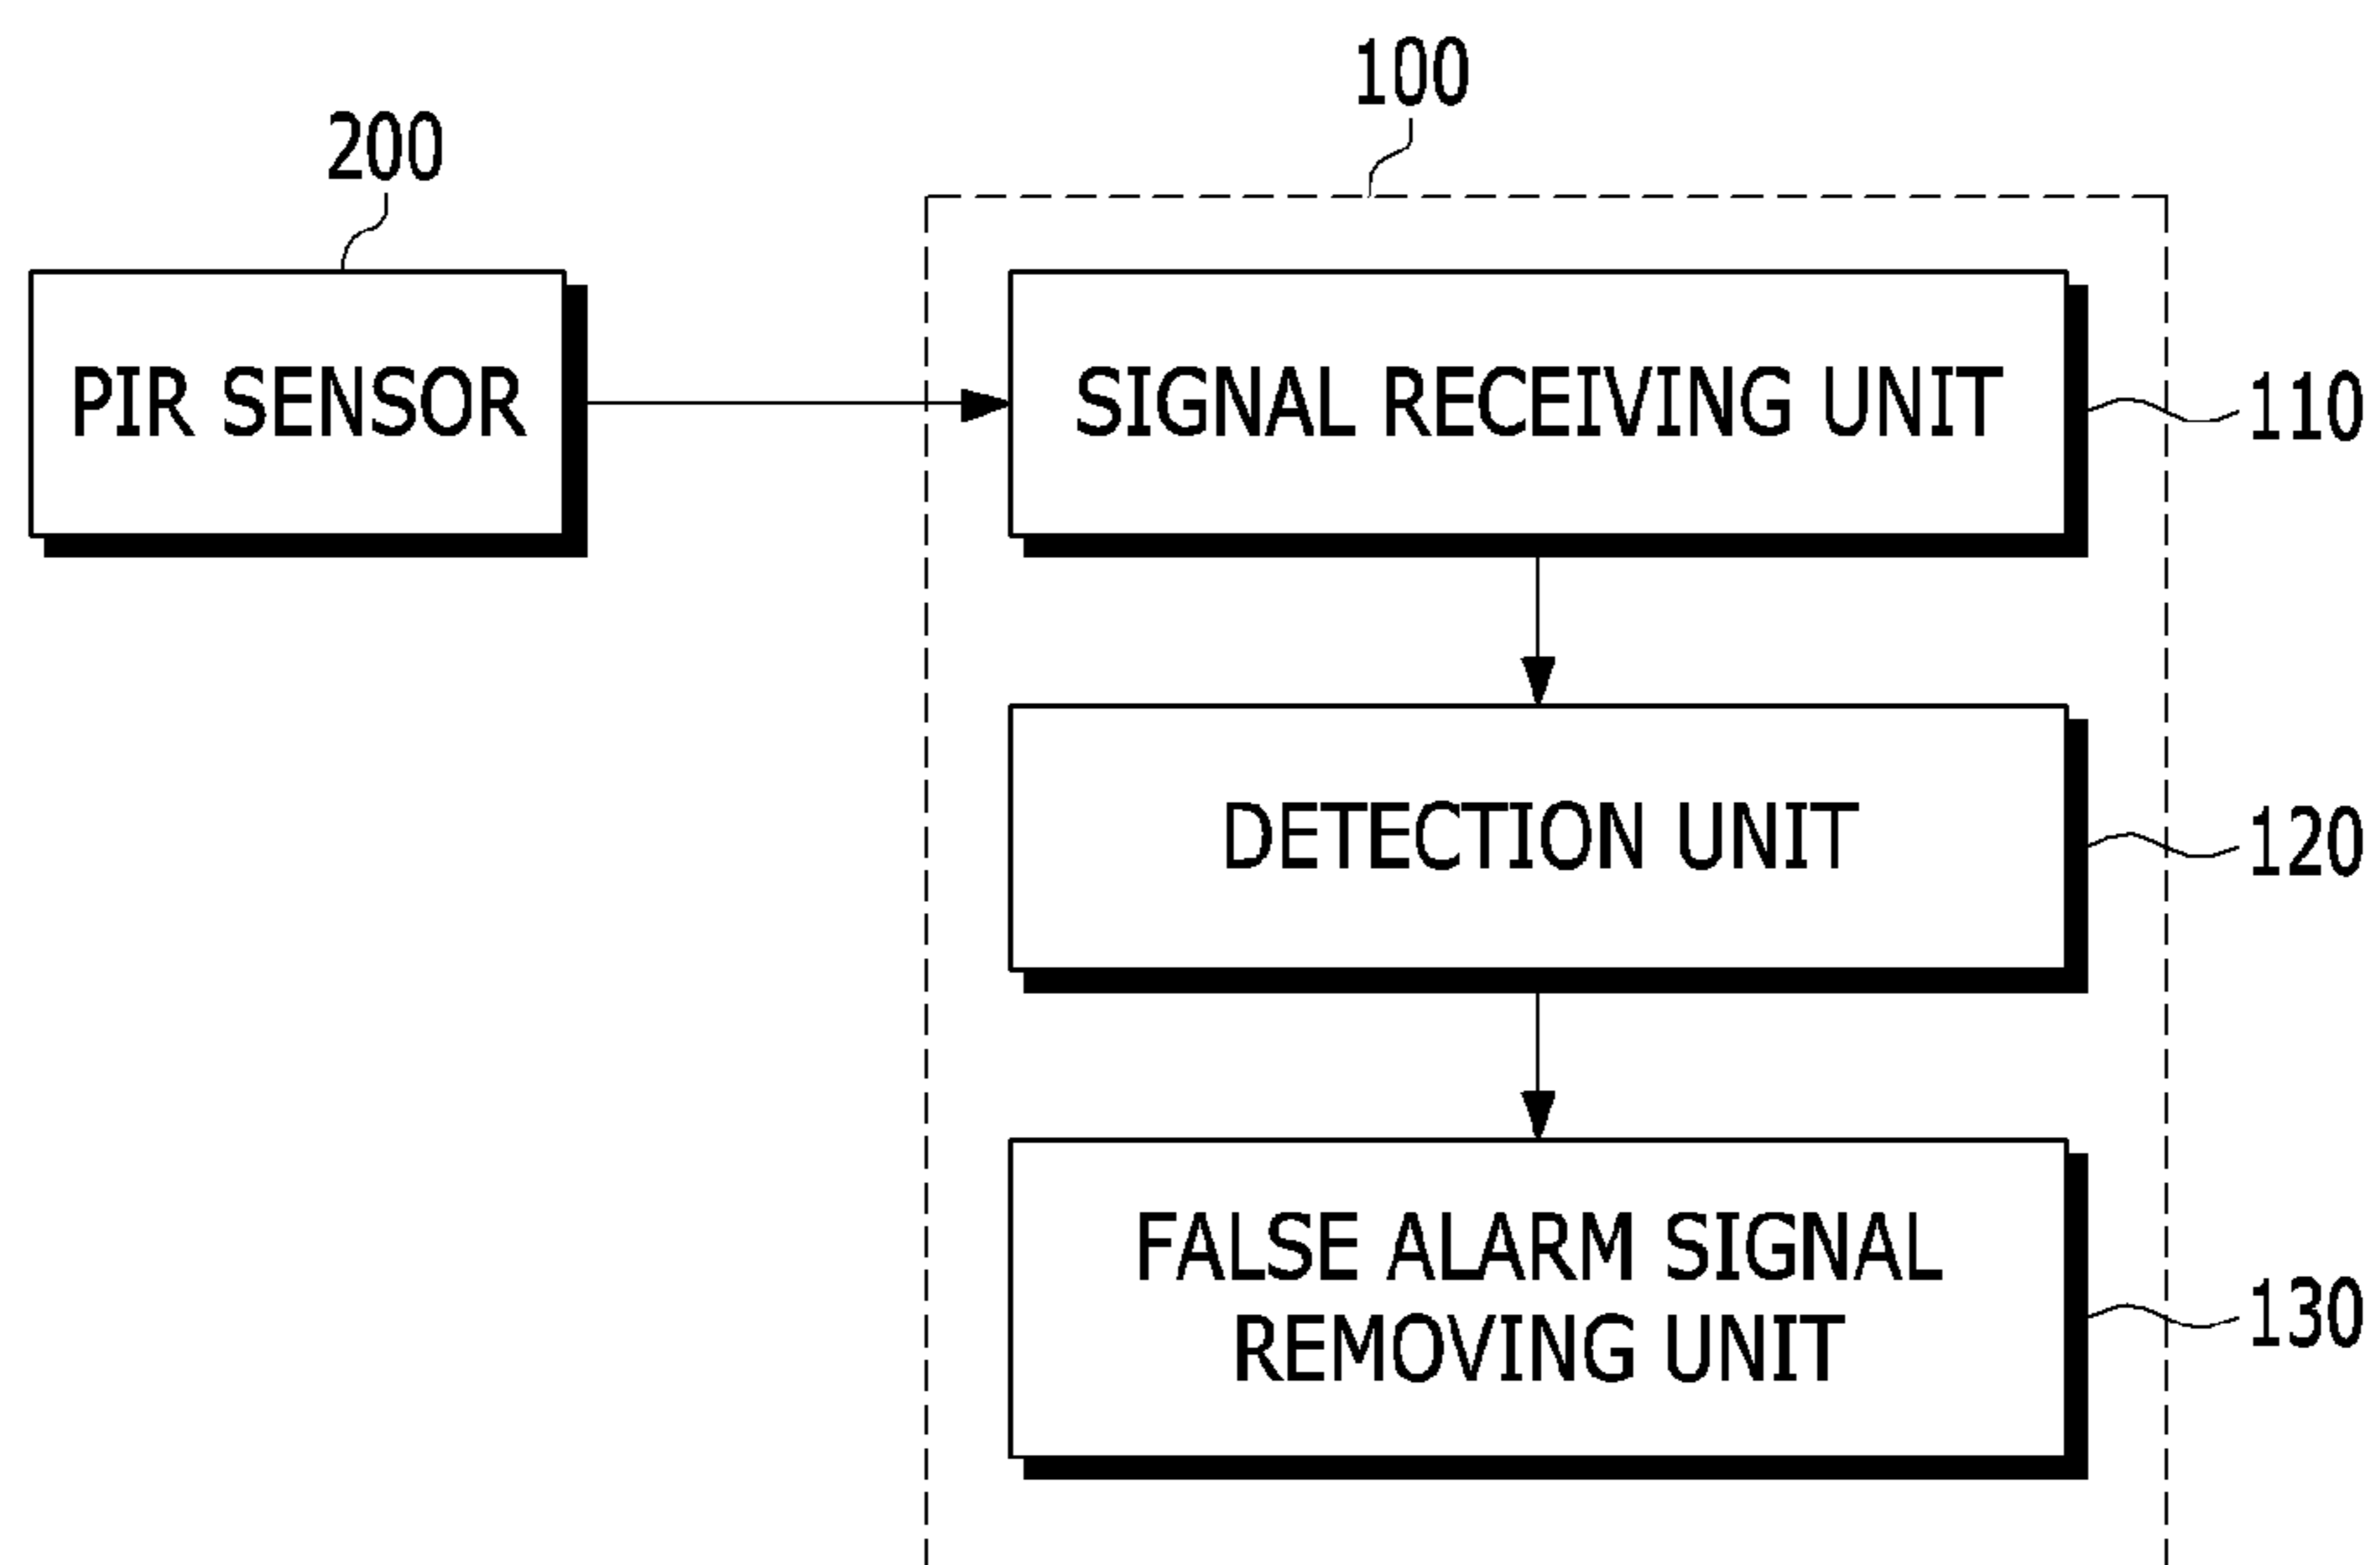 100
200
PIR SENSOR
SIGNAL RECEIVING UNIT
110
DETECTION UNIT
120
FALSE ALARM SIGNAL
REMOVING UNIT
130